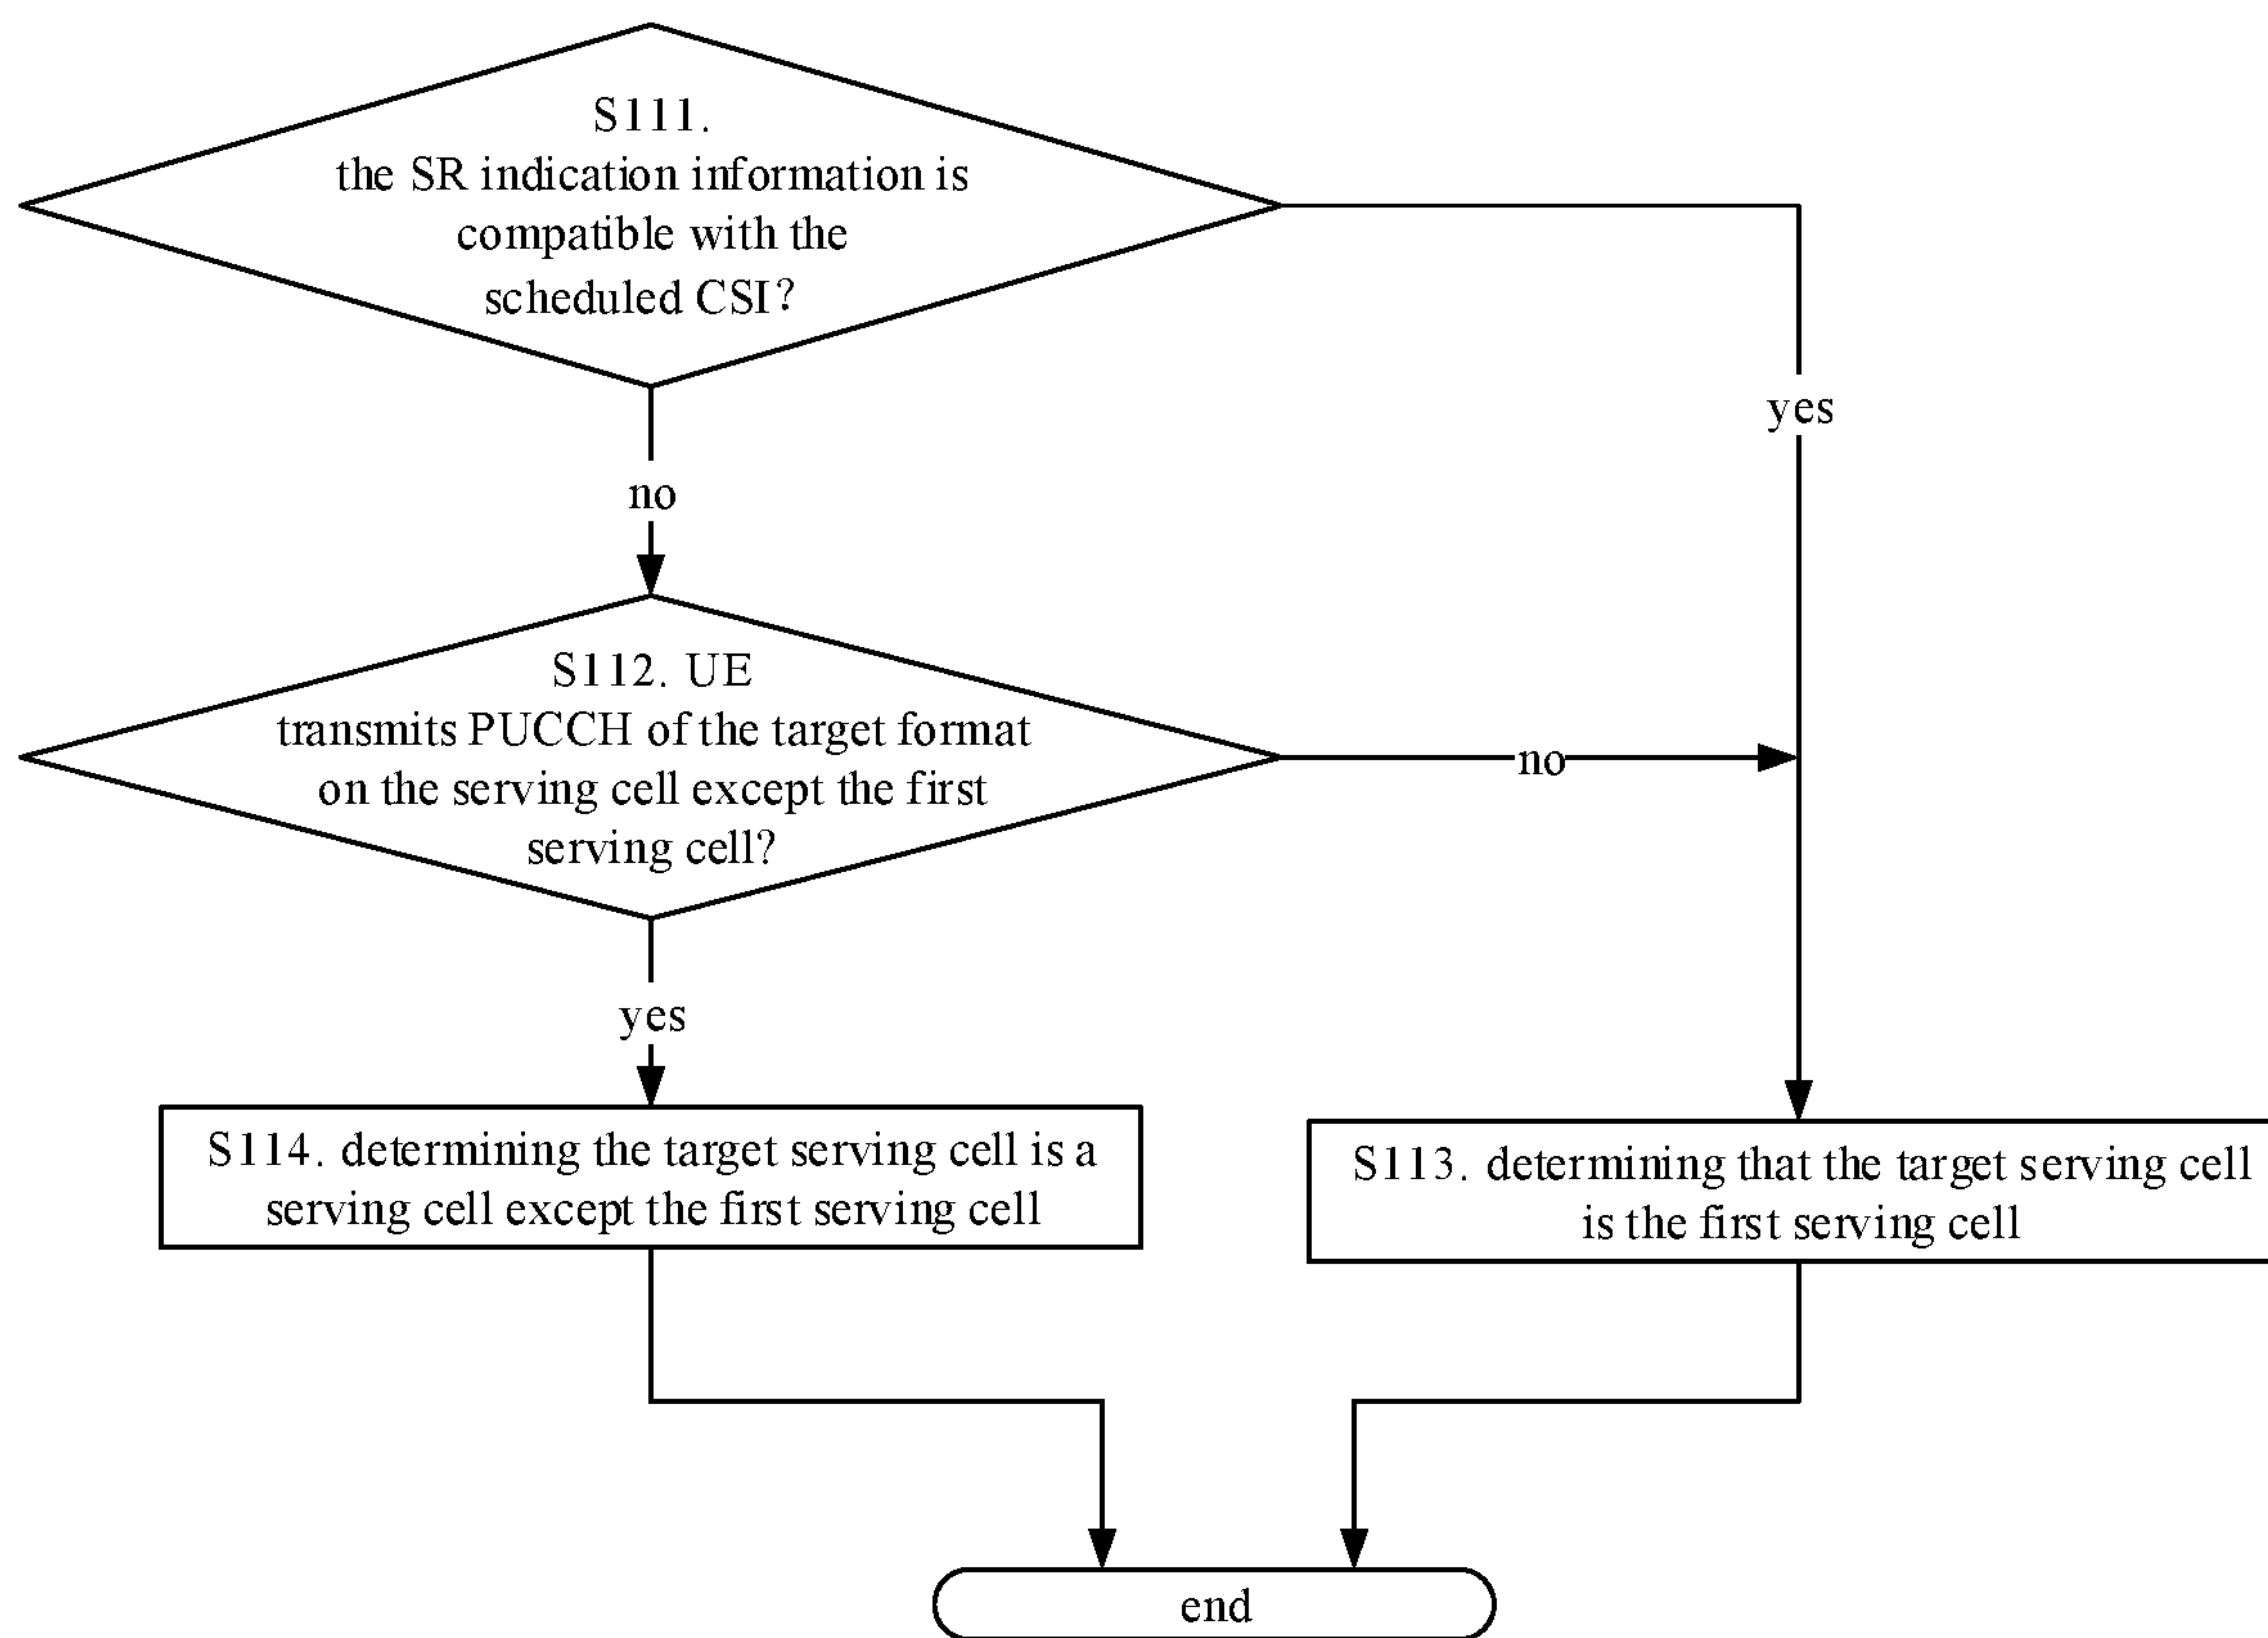 S111.
the SR indication information is
compatible with the
scheduled CSI?
yes
no
S112. UE
transmits PUCCH of the target format
on the serving cell except the first
serving cell?
no
yes
S114. determining the target serving cell is a
serving cell except the first serving cell
S113. determining that the target serving cell
is the first serving cell
end